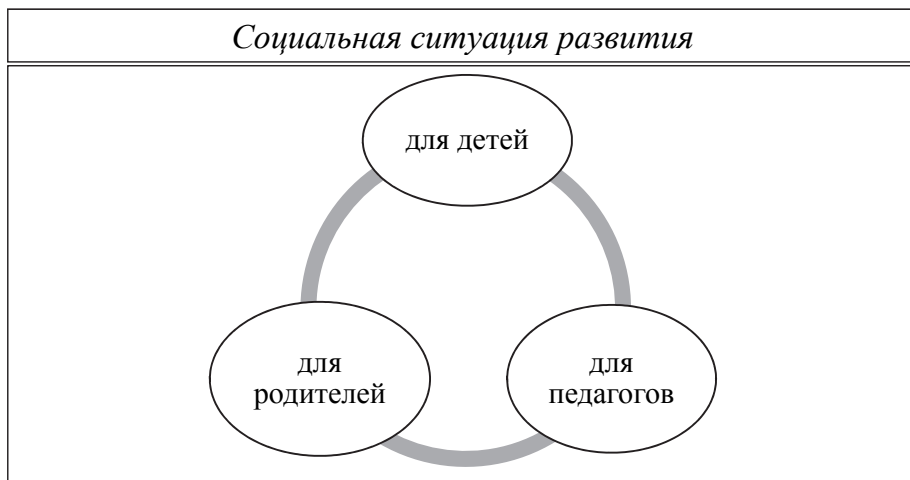 Социальная ситуация развития
для детей
для
родителей
для
педагогов